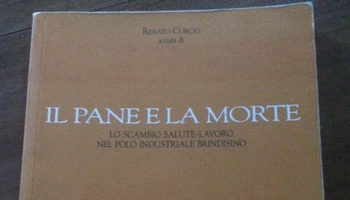 RENATO CURCIO
a cura di
IL PANE E LA MORTE
LO SCAMBIO SALUTE-LAVORO
NEL POLO INDUSTRIALE BRINDISINO